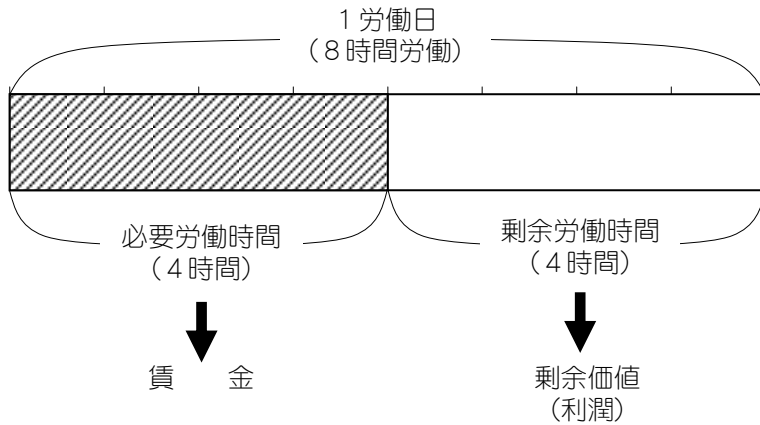 １労働日
（８時間労働）
必要労働時間
（４時間）
剰余労働時間
（４時間）
賃　金
剰余価値
（利潤）